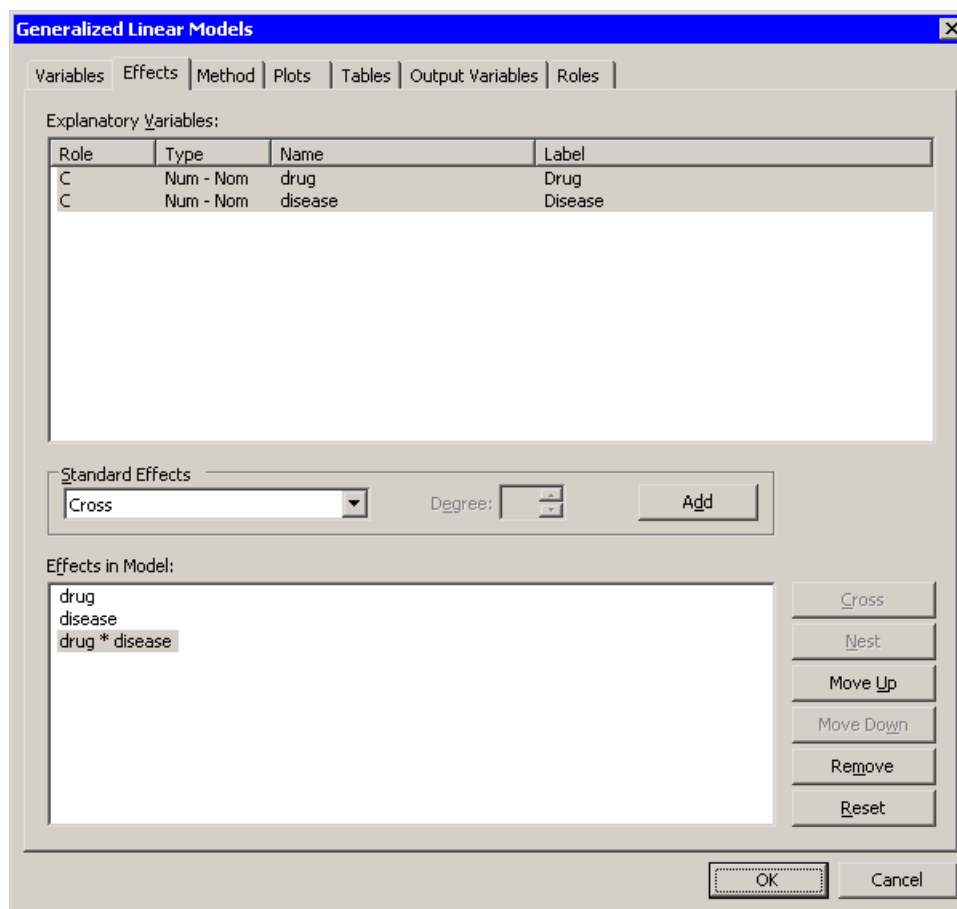 Generalized Linear Models
Variables Effects Method Plots Tables Output Variables Roles
Explanatory Variables:
Role Type Name Label
C Num - Nom drug Drug
C Num - Nom disease Disease
Standard Effects
Cross Degree: Add
Effects in Model:
drug
disease
drug * disease
Cross
Nest
Move Up
Move Down
Remove
Reset
OK Cancel